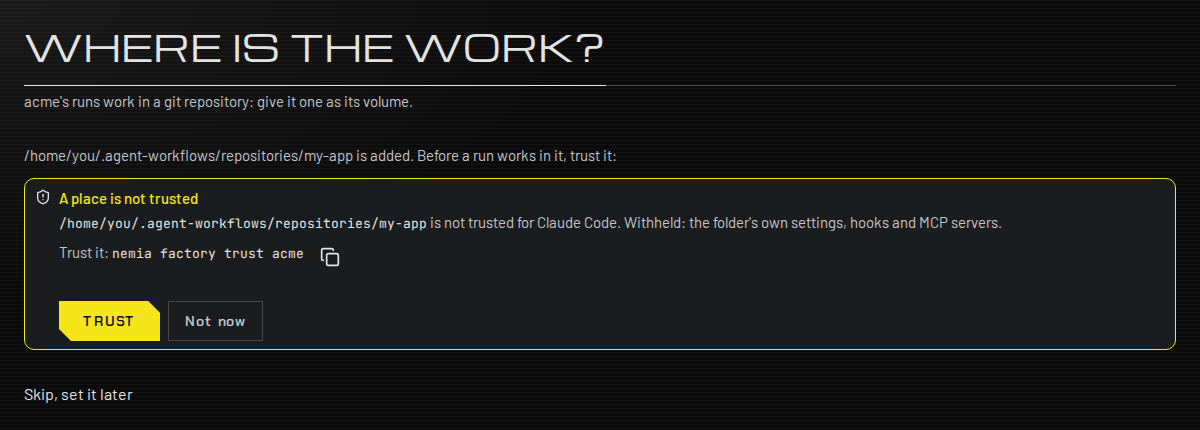 WHERE IS THE WORK?
acme's runs work in a git repository: give it one as its volume.
/home/you/.agent-workflows/repositories/my-app is added. Before a run works in it, trust it:
A place is not trusted
/home/you/.agent-workflows/repositories/my-app is not trusted for Claude Code. Withheld: the folder's own settings, hooks and MCP servers.
Trust it: nemia factory trust acme
TRUST Not now
Skip, set it later